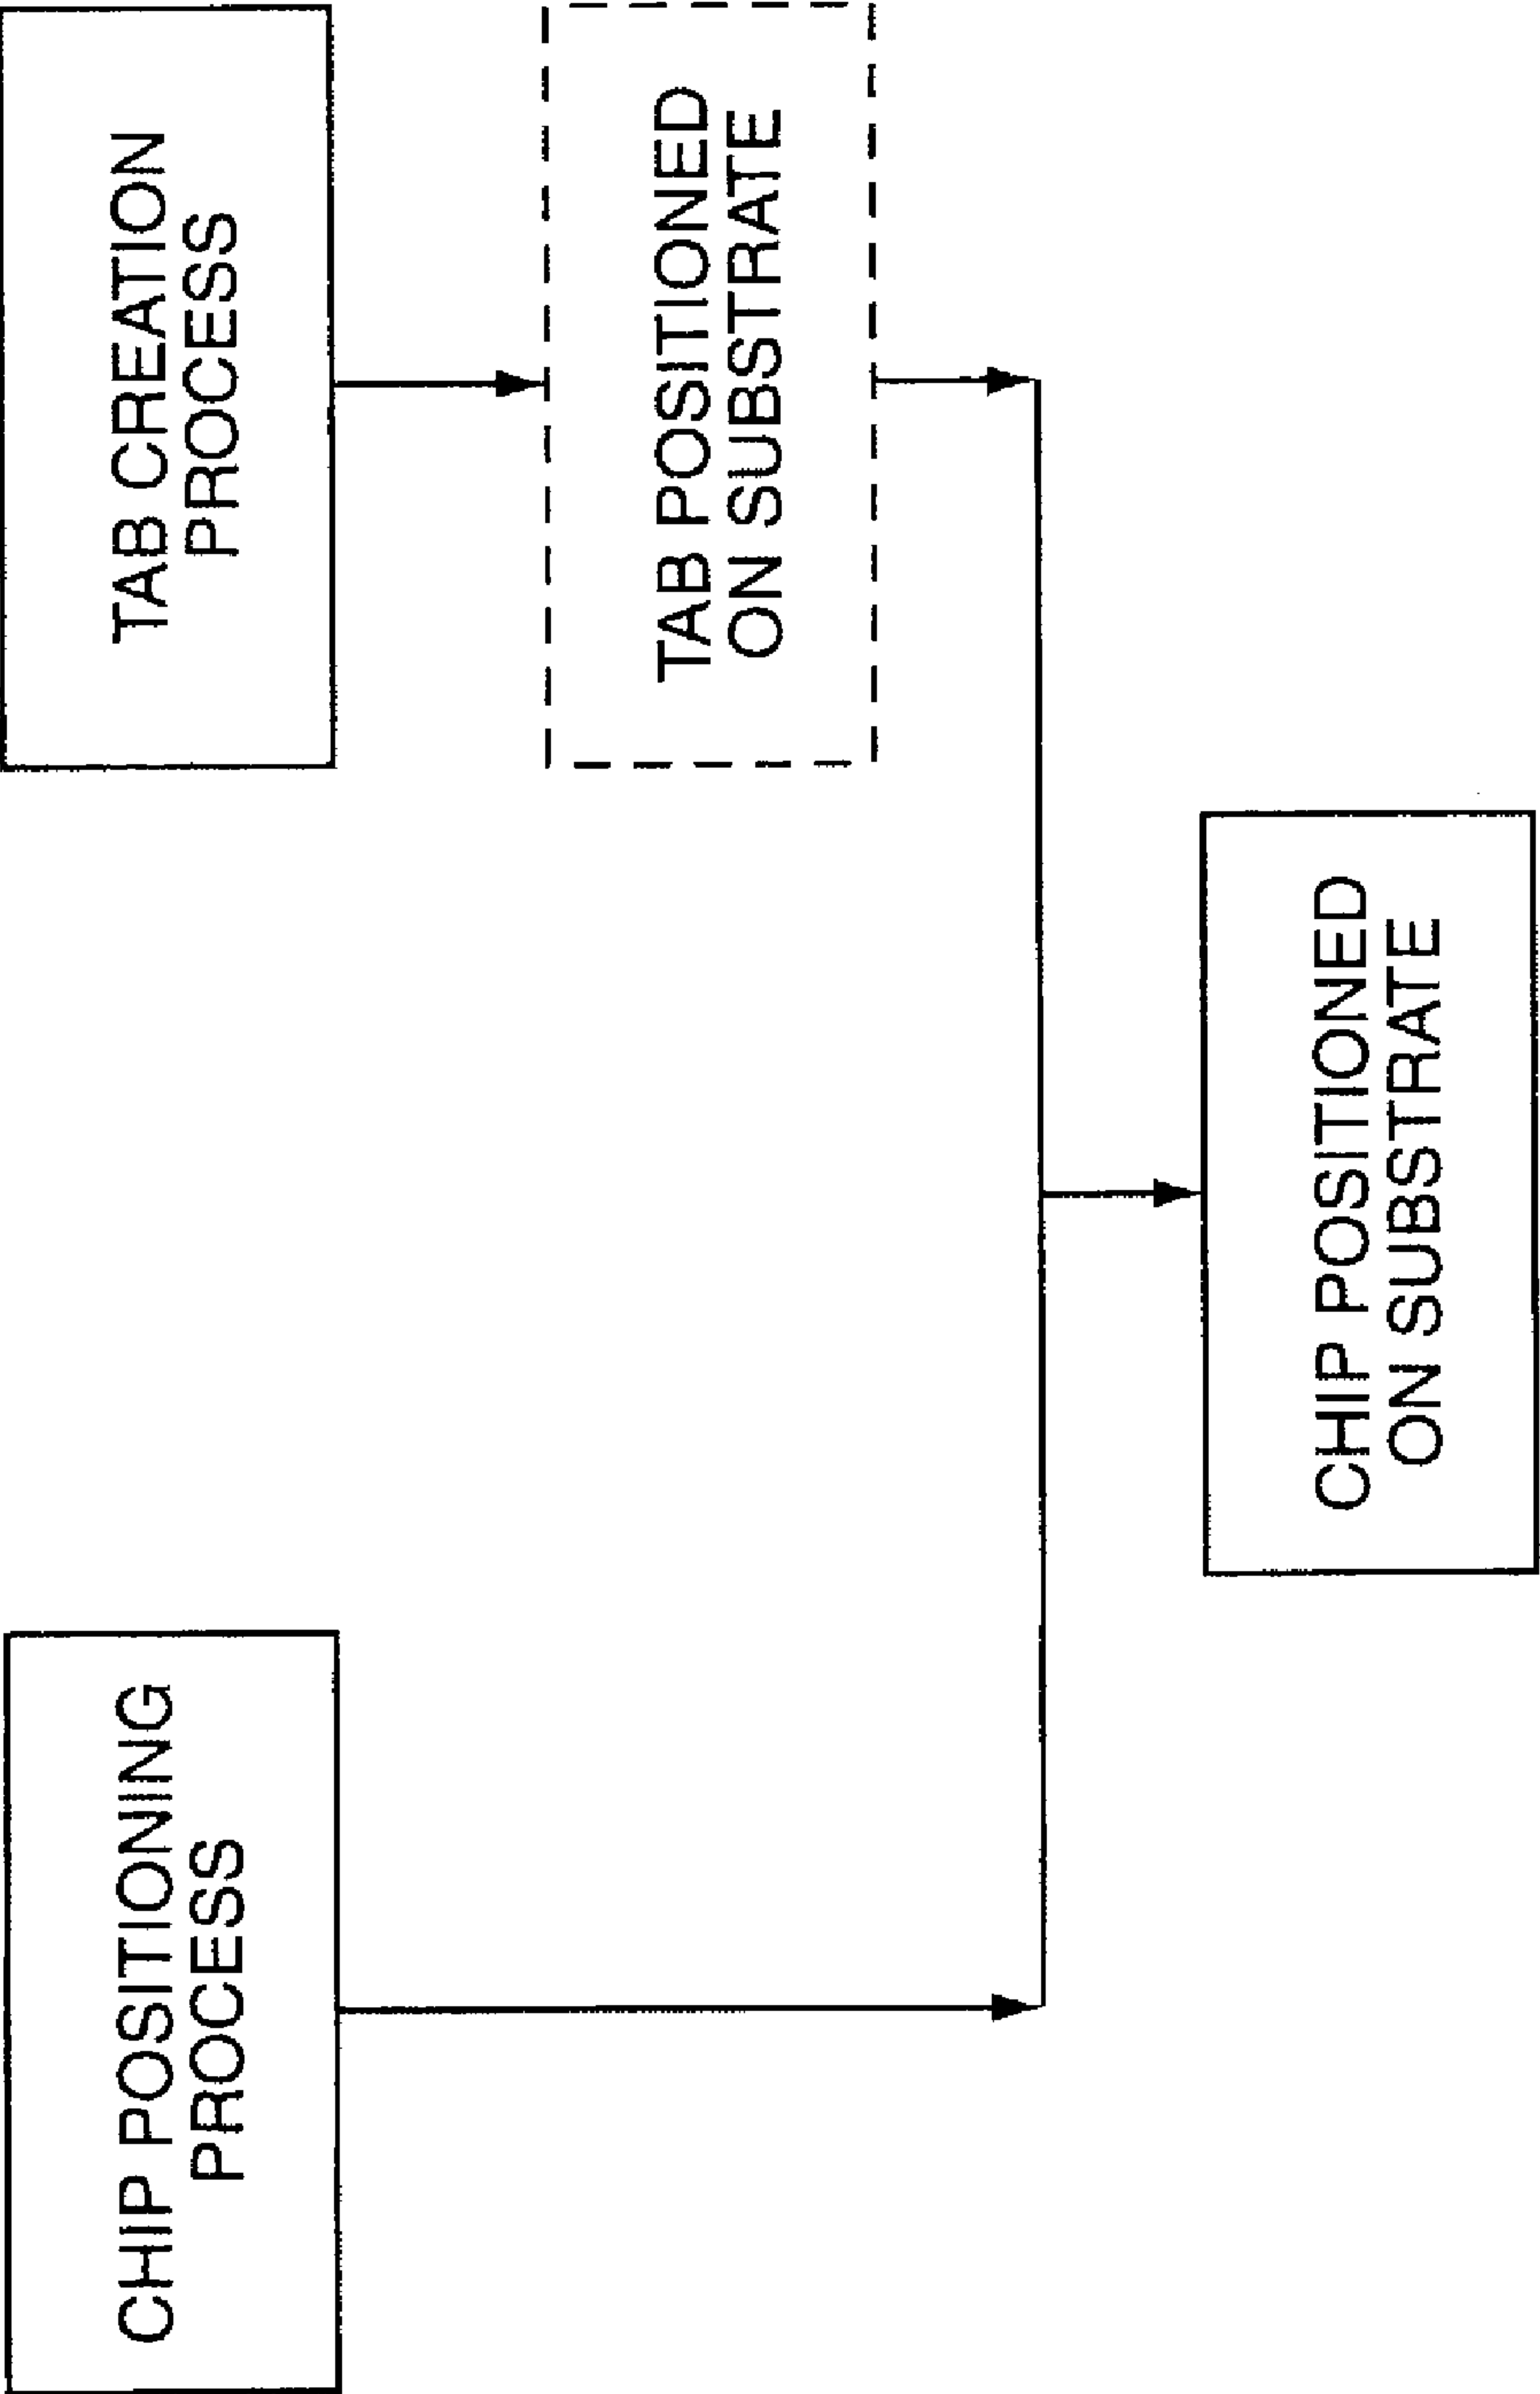 CHIP POSITIONING
PROCESS
TAB CREATION
PROCESS
TAB POSITIONED
ON SUBSTRATE
CHIP POSITIONED
ON SUBSTRATE